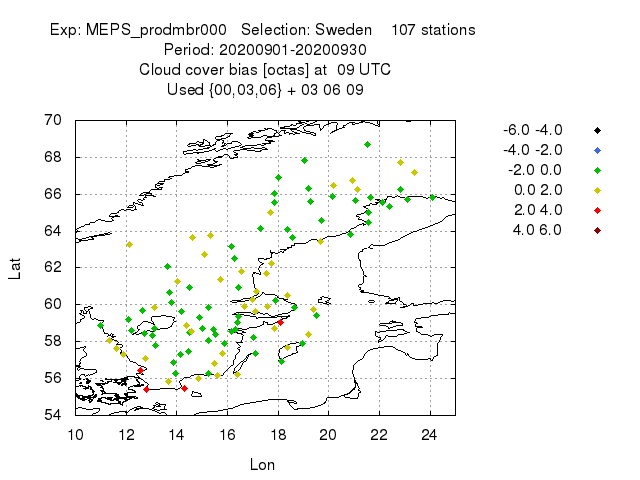 Exp: MEPS_prodmbr000 Selection: Sweden 107 stations
Period: 20200901-20200930
Cloud cover bias [octas] at 09 UTC
Used {00,03,06} + 03 06 09
70
68
66
64
62
60
58
56
54
Lat
10 12 14 16 18 20 22 24
Lon
-6.0 -4.0
-4.0 -2.0
-2.0 0.0
0.0 2.0
2.0 4.0
4.0 6.0